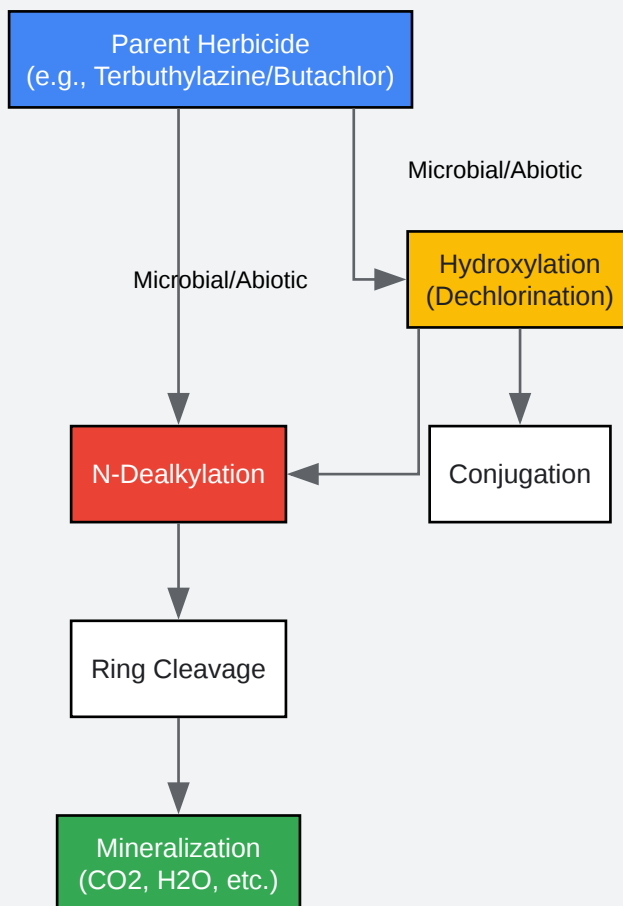 Parent Herbicide
(e.g., Terbuthylazine/Butachlor)
Microbial/Abiotic
Hydroxylation
(Dechlorination)
Microbial/Abiotic
N-Dealkylation
Conjugation
Ring Cleavage
Mineralization
(CO2, H2O, etc.)